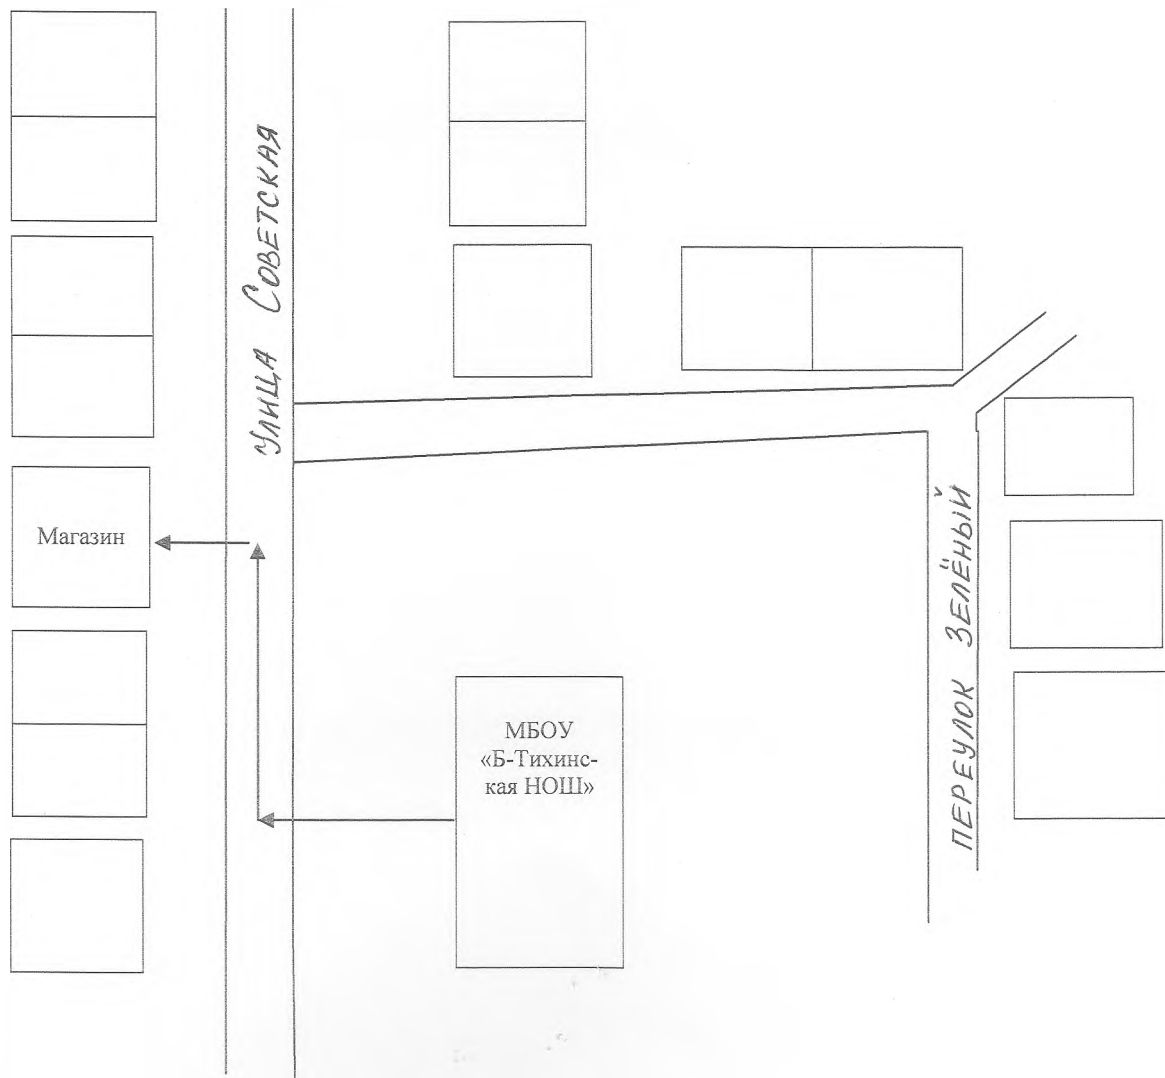 Улица Советская
Магазин
МБОУ
«Б-Тихинс-
кая НОШ»
Переулок Зелёный